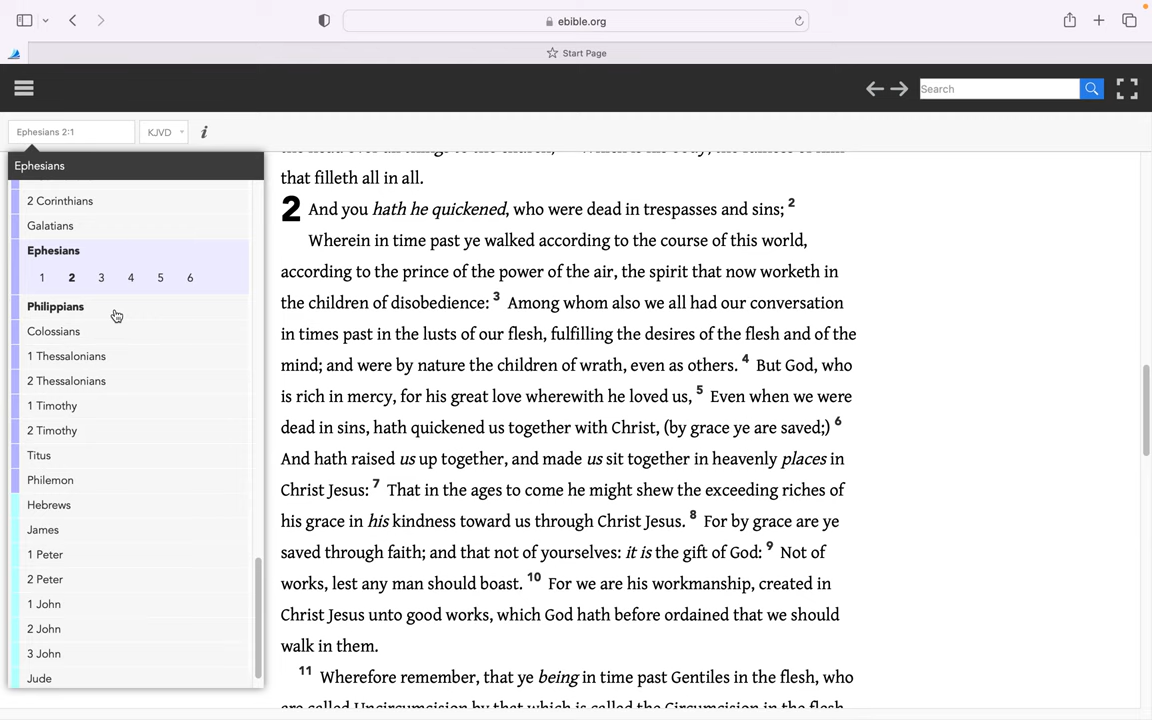 ebible.org
Start Page
Search
Ephesians 2:1
KJVD
i
Ephesians
2 Corinthians
Galatians
Ephesians
1 2 3 4 5 6
Philippians
Colossians
1 Thessalonians
2 Thessalonians
1 Timothy
2 Timothy
Titus
Philemon
Hebrews
James
1 Peter
2 Peter
1 John
2 John
3 John
Jude
that filleth all in all.
2 And you hath he quickened, who were dead in trespasses and sins; 2
Wherein in time past ye walked according to the course of this world,
according to the prince of the power of the air, the spirit that now worketh in
the children of disobedience: 3 Among whom also we all had our conversation
in times past in the lusts of our flesh, fulfilling the desires of the flesh and of the
mind; and were by nature the children of wrath, even as others. 4 But God, who
is rich in mercy, for his great love wherewith he loved us, 5 Even when we were
dead in sins, hath quickened us together with Christ, (by grace ye are saved;) 6
And hath raised us up together, and made us sit together in heavenly places in
Christ Jesus: 7 That in the ages to come he might shew the exceeding riches of
his grace in his kindness toward us through Christ Jesus. 8 For by grace are ye
saved through faith; and that not of yourselves: it is the gift of God: 9 Not of
works, lest any man should boast. 10 For we are his workmanship, created in
Christ Jesus unto good works, which God hath before ordained that we should
walk in them.
11 Wherefore remember, that ye being in time past Gentiles in the flesh, who
are called Uncircumcision by that which is called the Circumcision in the flesh